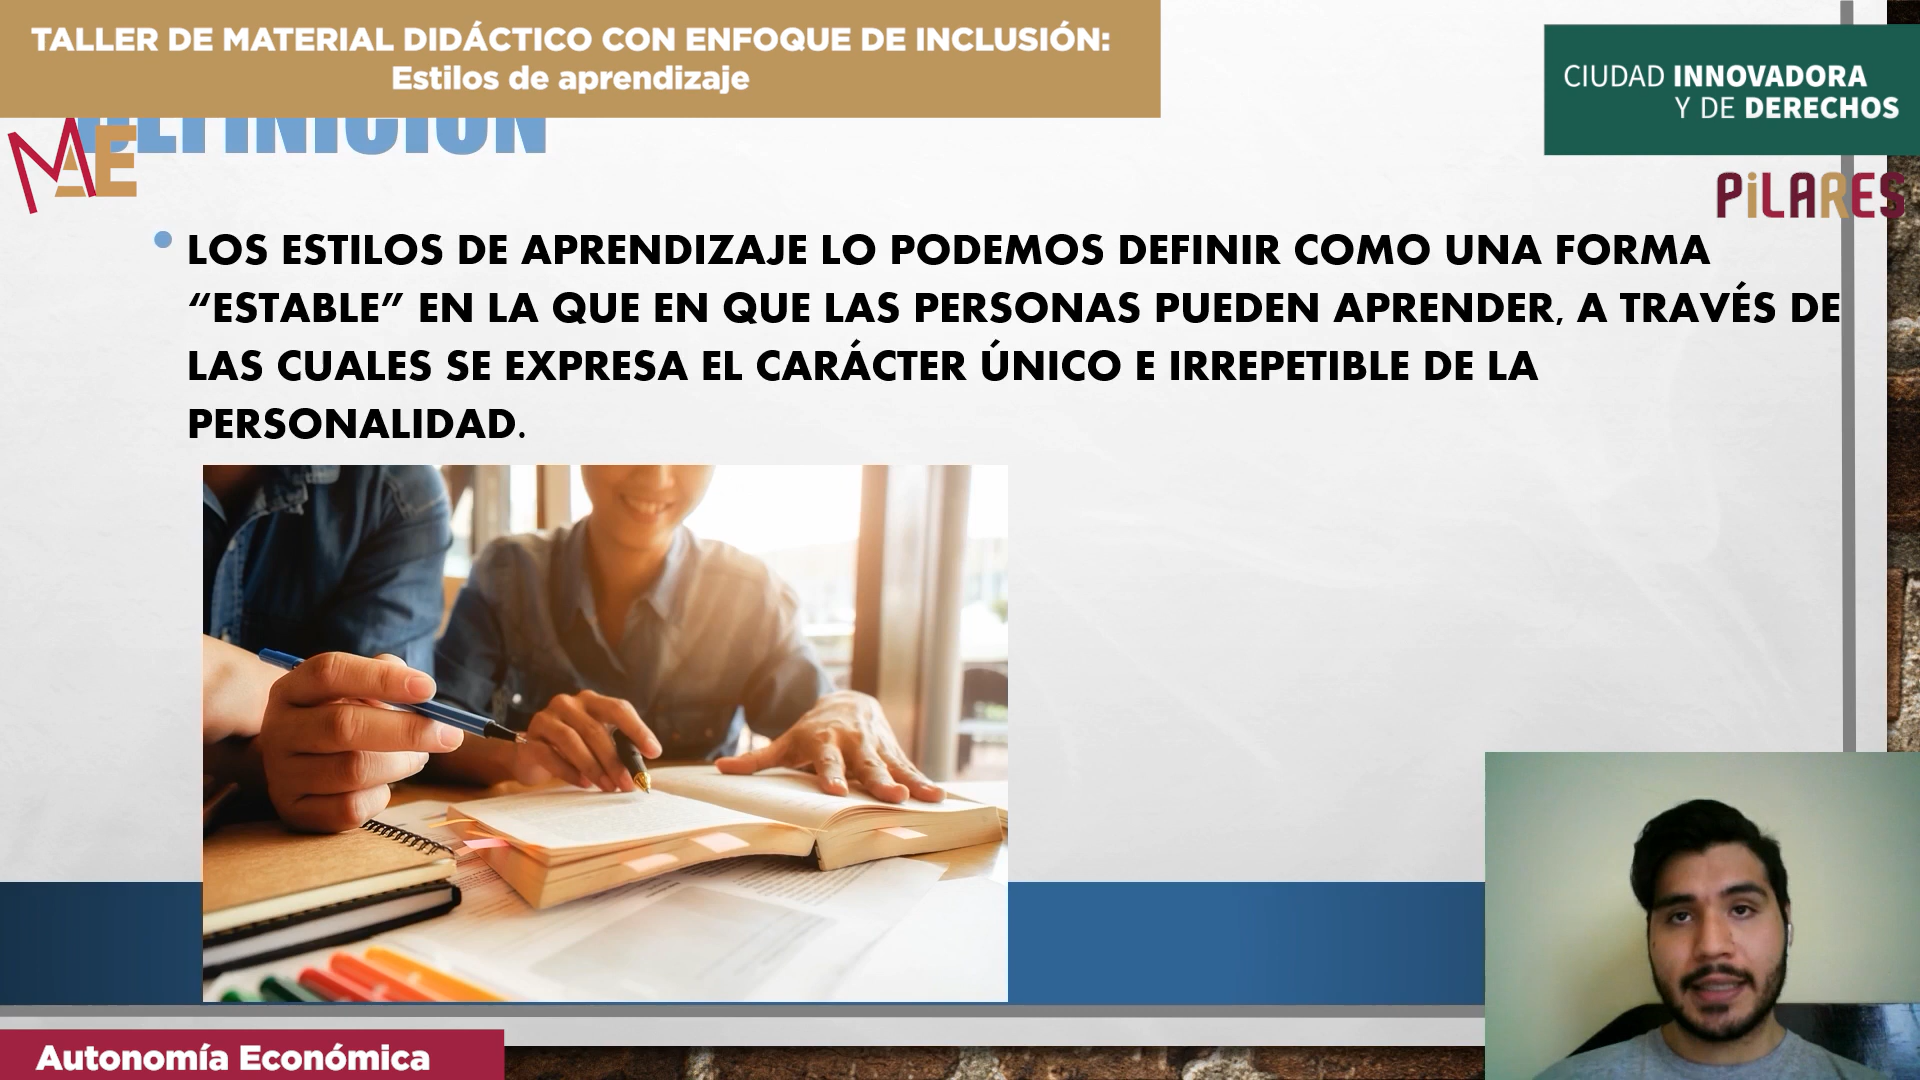 TALLER DE MATERIAL DIDÁCTICO CON ENFOQUE DE INCLUSIÓN:
Estilos de aprendizaje
CIUDAD INNOVADORA
Y DE DERECHOS
DEFINICIÓN
MAE
PiLARES
• LOS ESTILOS DE APRENDIZAJE LO PODEMOS DEFINIR COMO UNA FORMA
“ESTABLE” EN LA QUE EN QUE LAS PERSONAS PUEDEN APRENDER, A TRAVÉS DE
LAS CUALES SE EXPRESA EL CARÁCTER ÚNICO E IRREPETIBLE DE LA
PERSONALIDAD.
Autonomía Económica